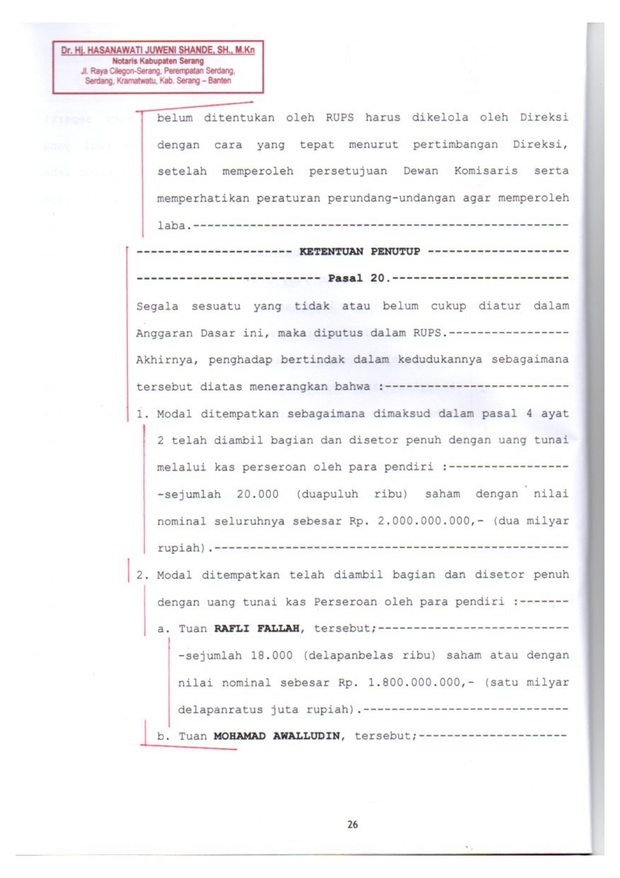 Dr. Hj. HASANAWATI JUWENI SHANDE, SH., M.Kn
Notaris Kabupaten Serang
Jl. Raya Cilegon-Serang, Perempatan Serdang,
Serdang, Kramatwatu, Kab. Serang – Banten
belum ditentukan oleh RUPS harus dikelola oleh Direksi
dengan cara yang tepat menurut pertimbangan Direksi,
setelah memperoleh persetujuan Dewan Komisaris serta
memperhatikan peraturan perundang-undangan agar memperoleh
laba.-----------------------------------------------------
---------------------- KETENTUAN PENUTUP --------------------
-------------------------- Pasal 20.-------------------------
Segala sesuatu yang tidak atau belum cukup diatur dalam
Anggaran Dasar ini, maka diputus dalam RUPS.-----------------
Akhirnya, penghadap bertindak dalam kedudukannya sebagaimana
tersebut diatas menerangkan bahwa :--------------------------
1. Modal ditempatkan sebagaimana dimaksud dalam pasal 4 ayat
2 telah diambil bagian dan disetor penuh dengan uang tunai
melalui kas perseroan oleh para pendiri :-----------------
-sejumlah 20.000 (duapuluh ribu) saham dengan nilai
nominal seluruhnya sebesar Rp. 2.000.000.000,- (dua milyar
rupiah).--------------------------------------------------
2. Modal ditempatkan telah diambil bagian dan disetor penuh
dengan uang tunai kas Perseroan oleh para pendiri :-------
a. Tuan RAFLI FALLAH, tersebut;---------------------------
-sejumlah 18.000 (delapanbelas ribu) saham atau dengan
nilai nominal sebesar Rp. 1.800.000.000,- (satu milyar
delapanratus juta rupiah).-----------------------------
b. Tuan MOHAMAD AWALLUDIN, tersebut;---------------------
26